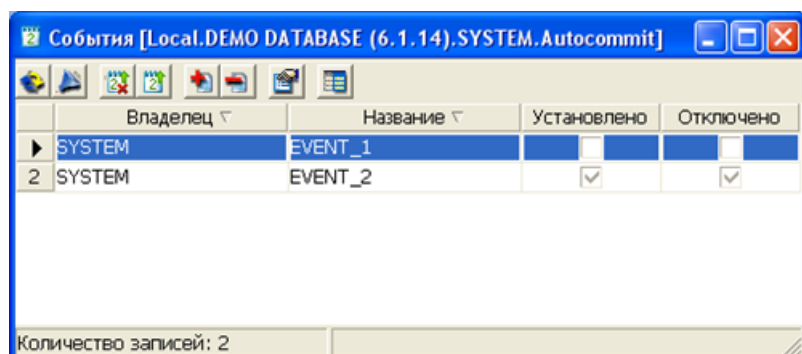 События [Local.DEMO DATABASE (6.1.14).SYSTEM.Autocommit]
Владелец Название Установлено Отключено
SYSTEM EVENT_1
2 SYSTEM EVENT_2
Количество записей: 2